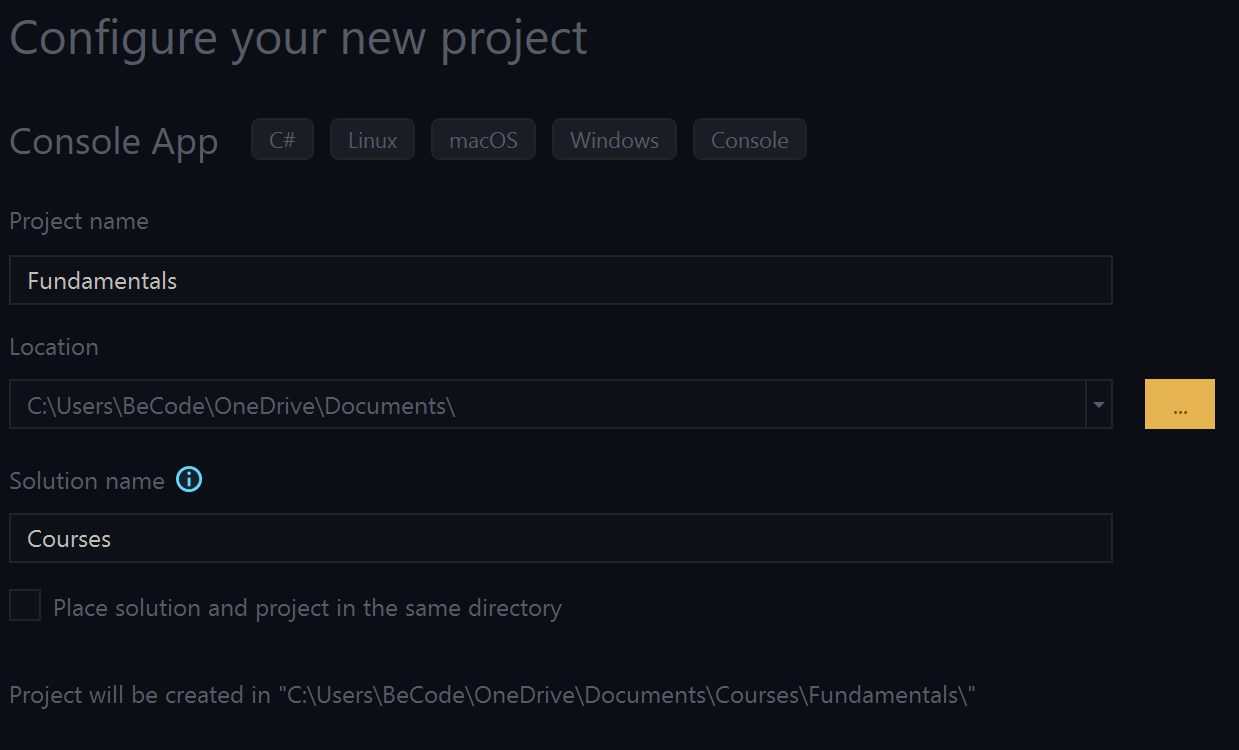 Configure your new project
Console App C# Linux macOS Windows Console
Project name
Fundamentals
Location
C:\Users\BeCode\OneDrive\Documents\
...
Solution name
Courses
Place solution and project in the same directory
Project will be created in "C:\Users\BeCode\OneDrive\Documents\Courses\Fundamentals\"